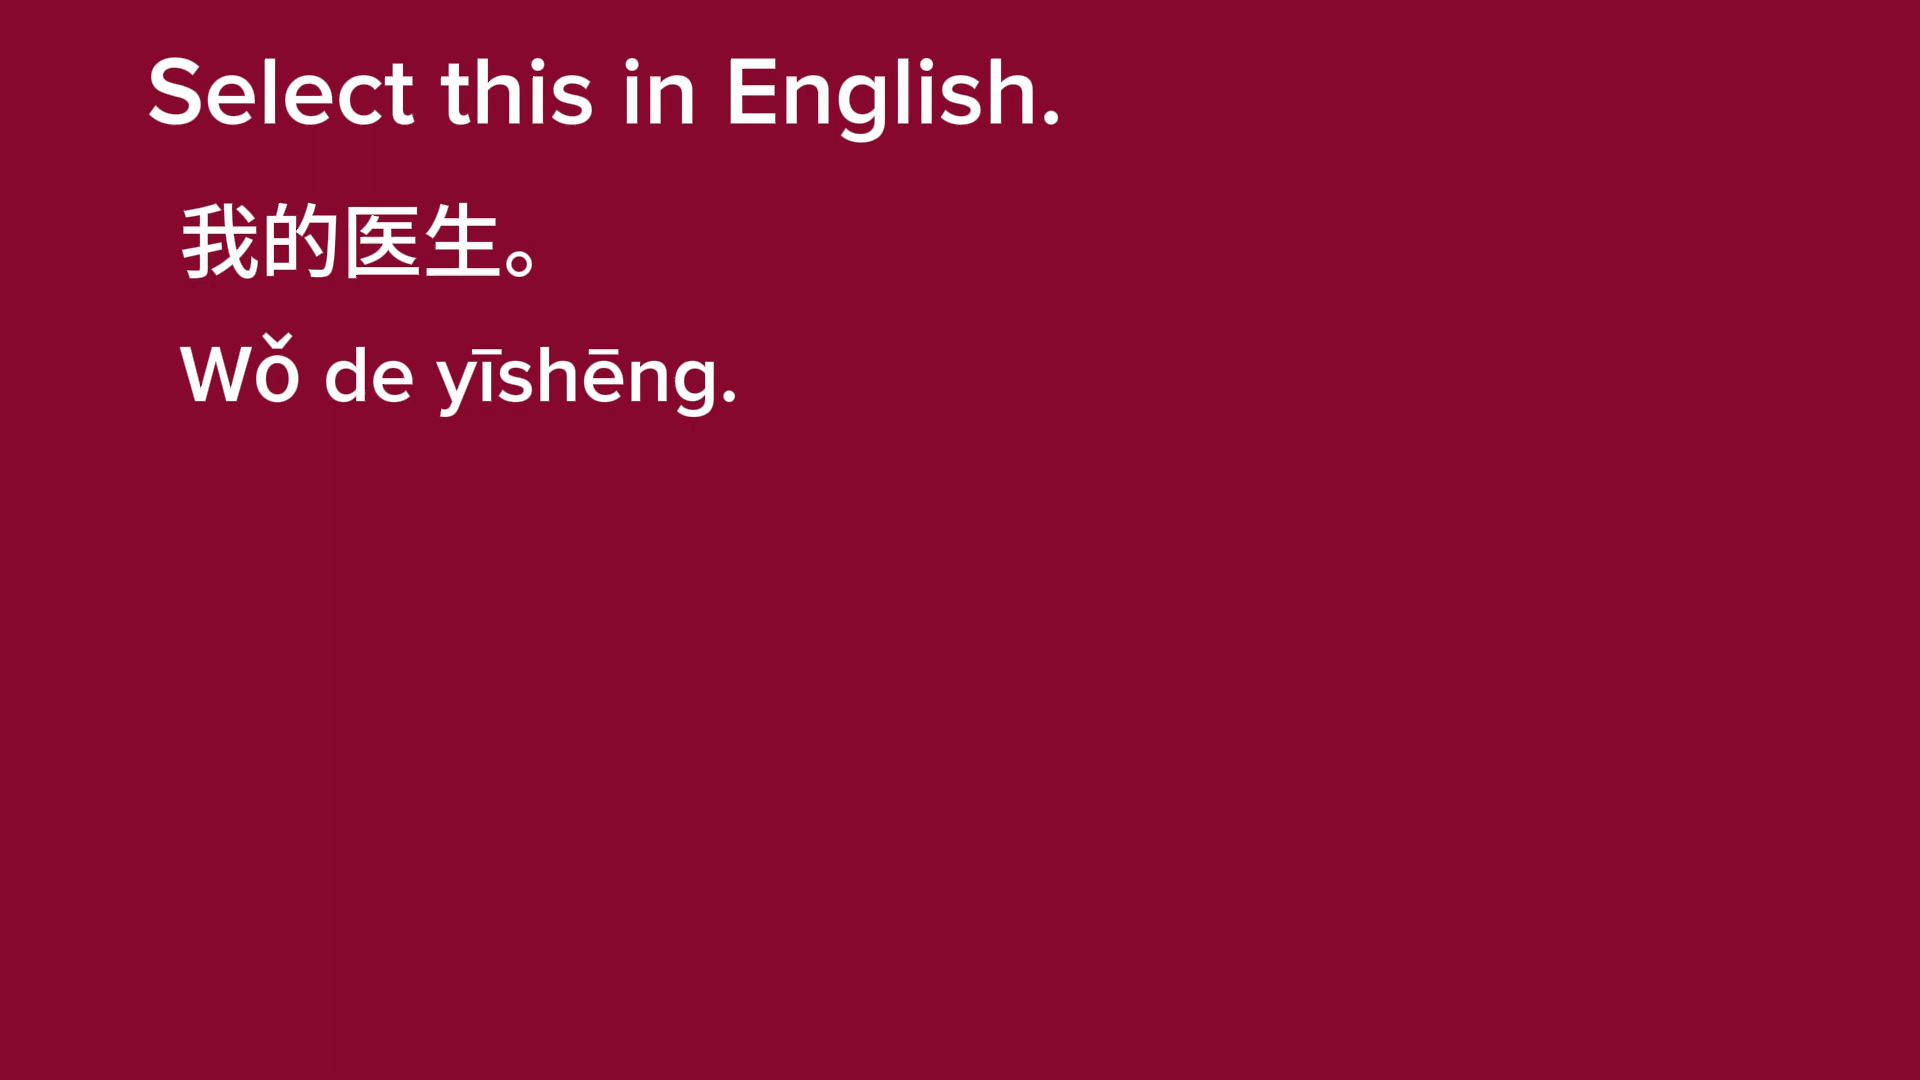 Select this in English.
我的医生。
Wǒ de yīshēng.